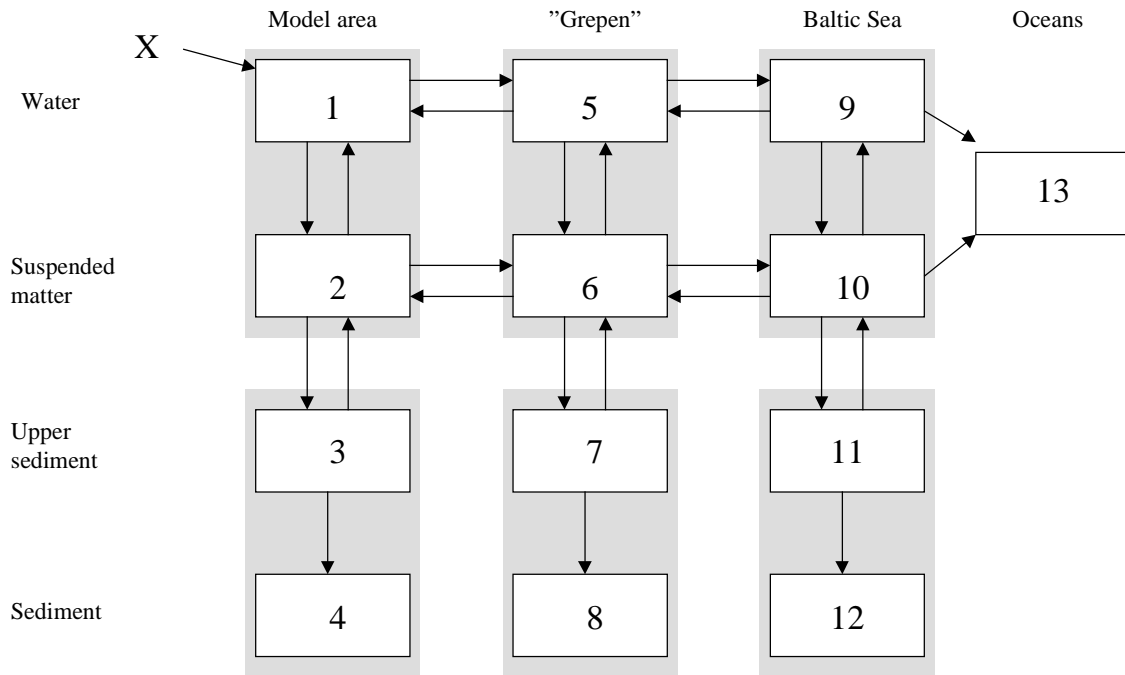 Model area
”Grepen”
Baltic Sea
Oceans
X
Water
1
5
9
13
Suspended
matter
2
6
10
Upper
sediment
3
7
11
Sediment
4
8
12